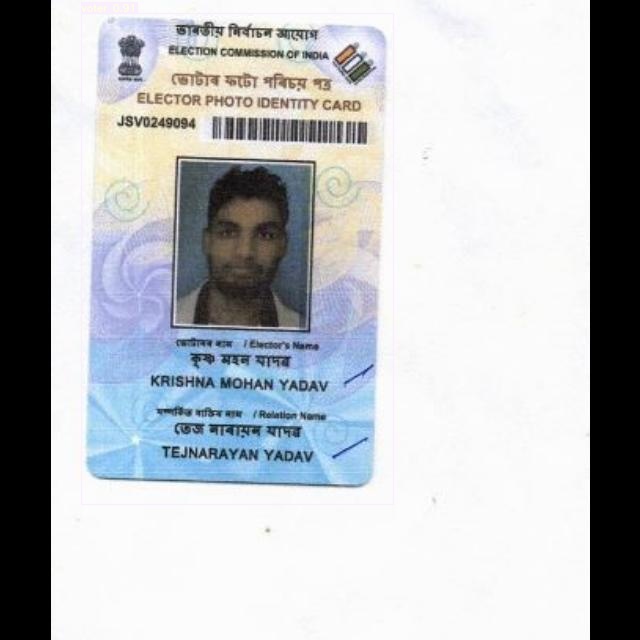 ভাৰতীয় নিৰ্বাচন আয়োগ
ELECTION COMMISSION OF INDIA
ভোটাৰ ফটো পৰিচয় পত্ৰ
ELECTOR PHOTO IDENTITY CARD
JSV0249094
ভোটাৰৰ নাম / Elector's Name
কৃষ্ণ মহন যাদৱ
KRISHNA MOHAN YADAV
সম্পৰ্কিত ব্যক্তিৰ নাম / Relation Name
তেজ নাৰায়ন যাদৱ
TEJNARAYAN YADAV